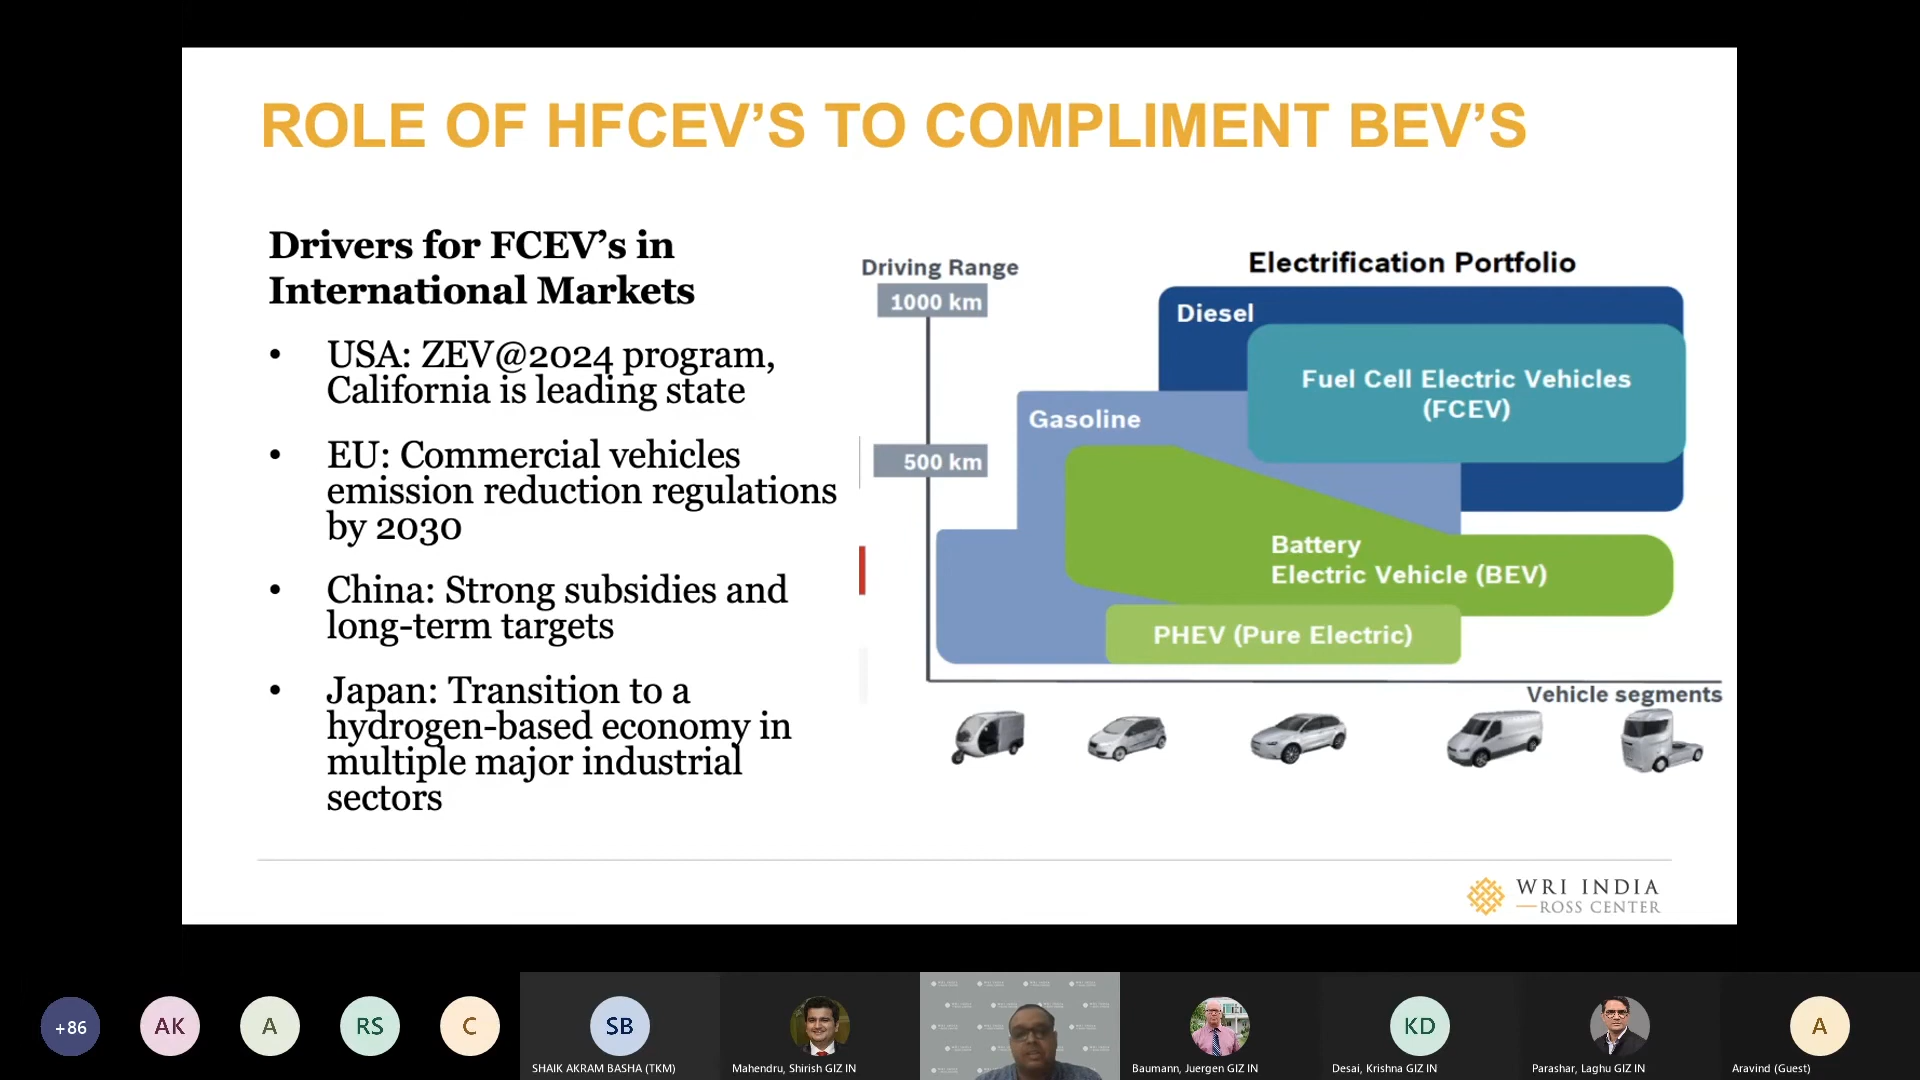 ROLE OF HFCEV’S TO COMPLIMENT BEV’S
Drivers for FCEV’s in
International Markets
• USA: ZEV@2024 program,
California is leading state
• EU: Commercial vehicles
emission reduction regulations
by 2030
• China: Strong subsidies and
long-term targets
• Japan: Transition to a
hydrogen-based economy in
multiple major industrial
sectors
Electrification Portfolio
Driving Range
1000 km
500 km
Diesel
Fuel Cell Electric Vehicles
(FCEV)
Gasoline
Battery
Electric Vehicle (BEV)
PHEV (Pure Electric)
Vehicle segments
WRI INDIA
ROSS CENTER
+86
AK
A
RS
C
SB
KD
A
SHAIK AKRAM BASHA (TKM)
Mahendru, Shirish GIZ IN
Baumann, Juergen GIZ IN
Desai, Krishna GIZ IN
Parashar, Laghu GIZ IN
Aravind (Guest)